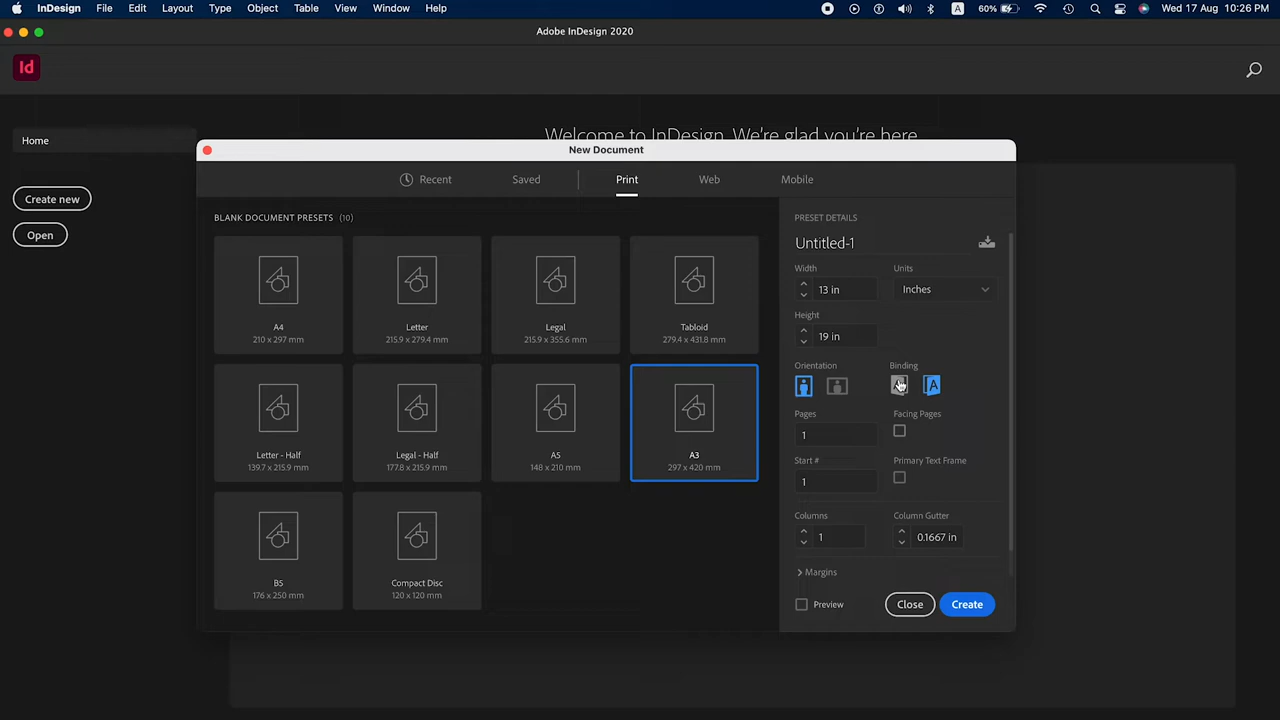 InDesign File Edit Layout Type Object Table View Window Help A 60% Wed 17 Aug 10:26 PM
Adobe InDesign 2020
Id
Home
Create new
Open
Welcome to InDesign. We're glad you're here.
New Document
Recent Saved Print Web Mobile
BLANK DOCUMENT PRESETS (10)
A4
210 x 297 mm
Letter
215.9 x 279.4 mm
Legal
215.9 x 355.6 mm
Tabloid
279.4 x 431.8 mm
Letter - Half
139.7 x 215.9 mm
Legal - Half
177.8 x 215.9 mm
A5
148 x 210 mm
A3
297 x 420 mm
B5
176 x 250 mm
Compact Disc
120 x 120 mm
PRESET DETAILS
Untitled-1
Width Units
13 in Inches
Height
19 in
Orientation Binding
A
Pages Facing Pages
1
Start # Primary Text Frame
1
Columns Column Gutter
1 0.1667 in
Margins
Preview Close Create